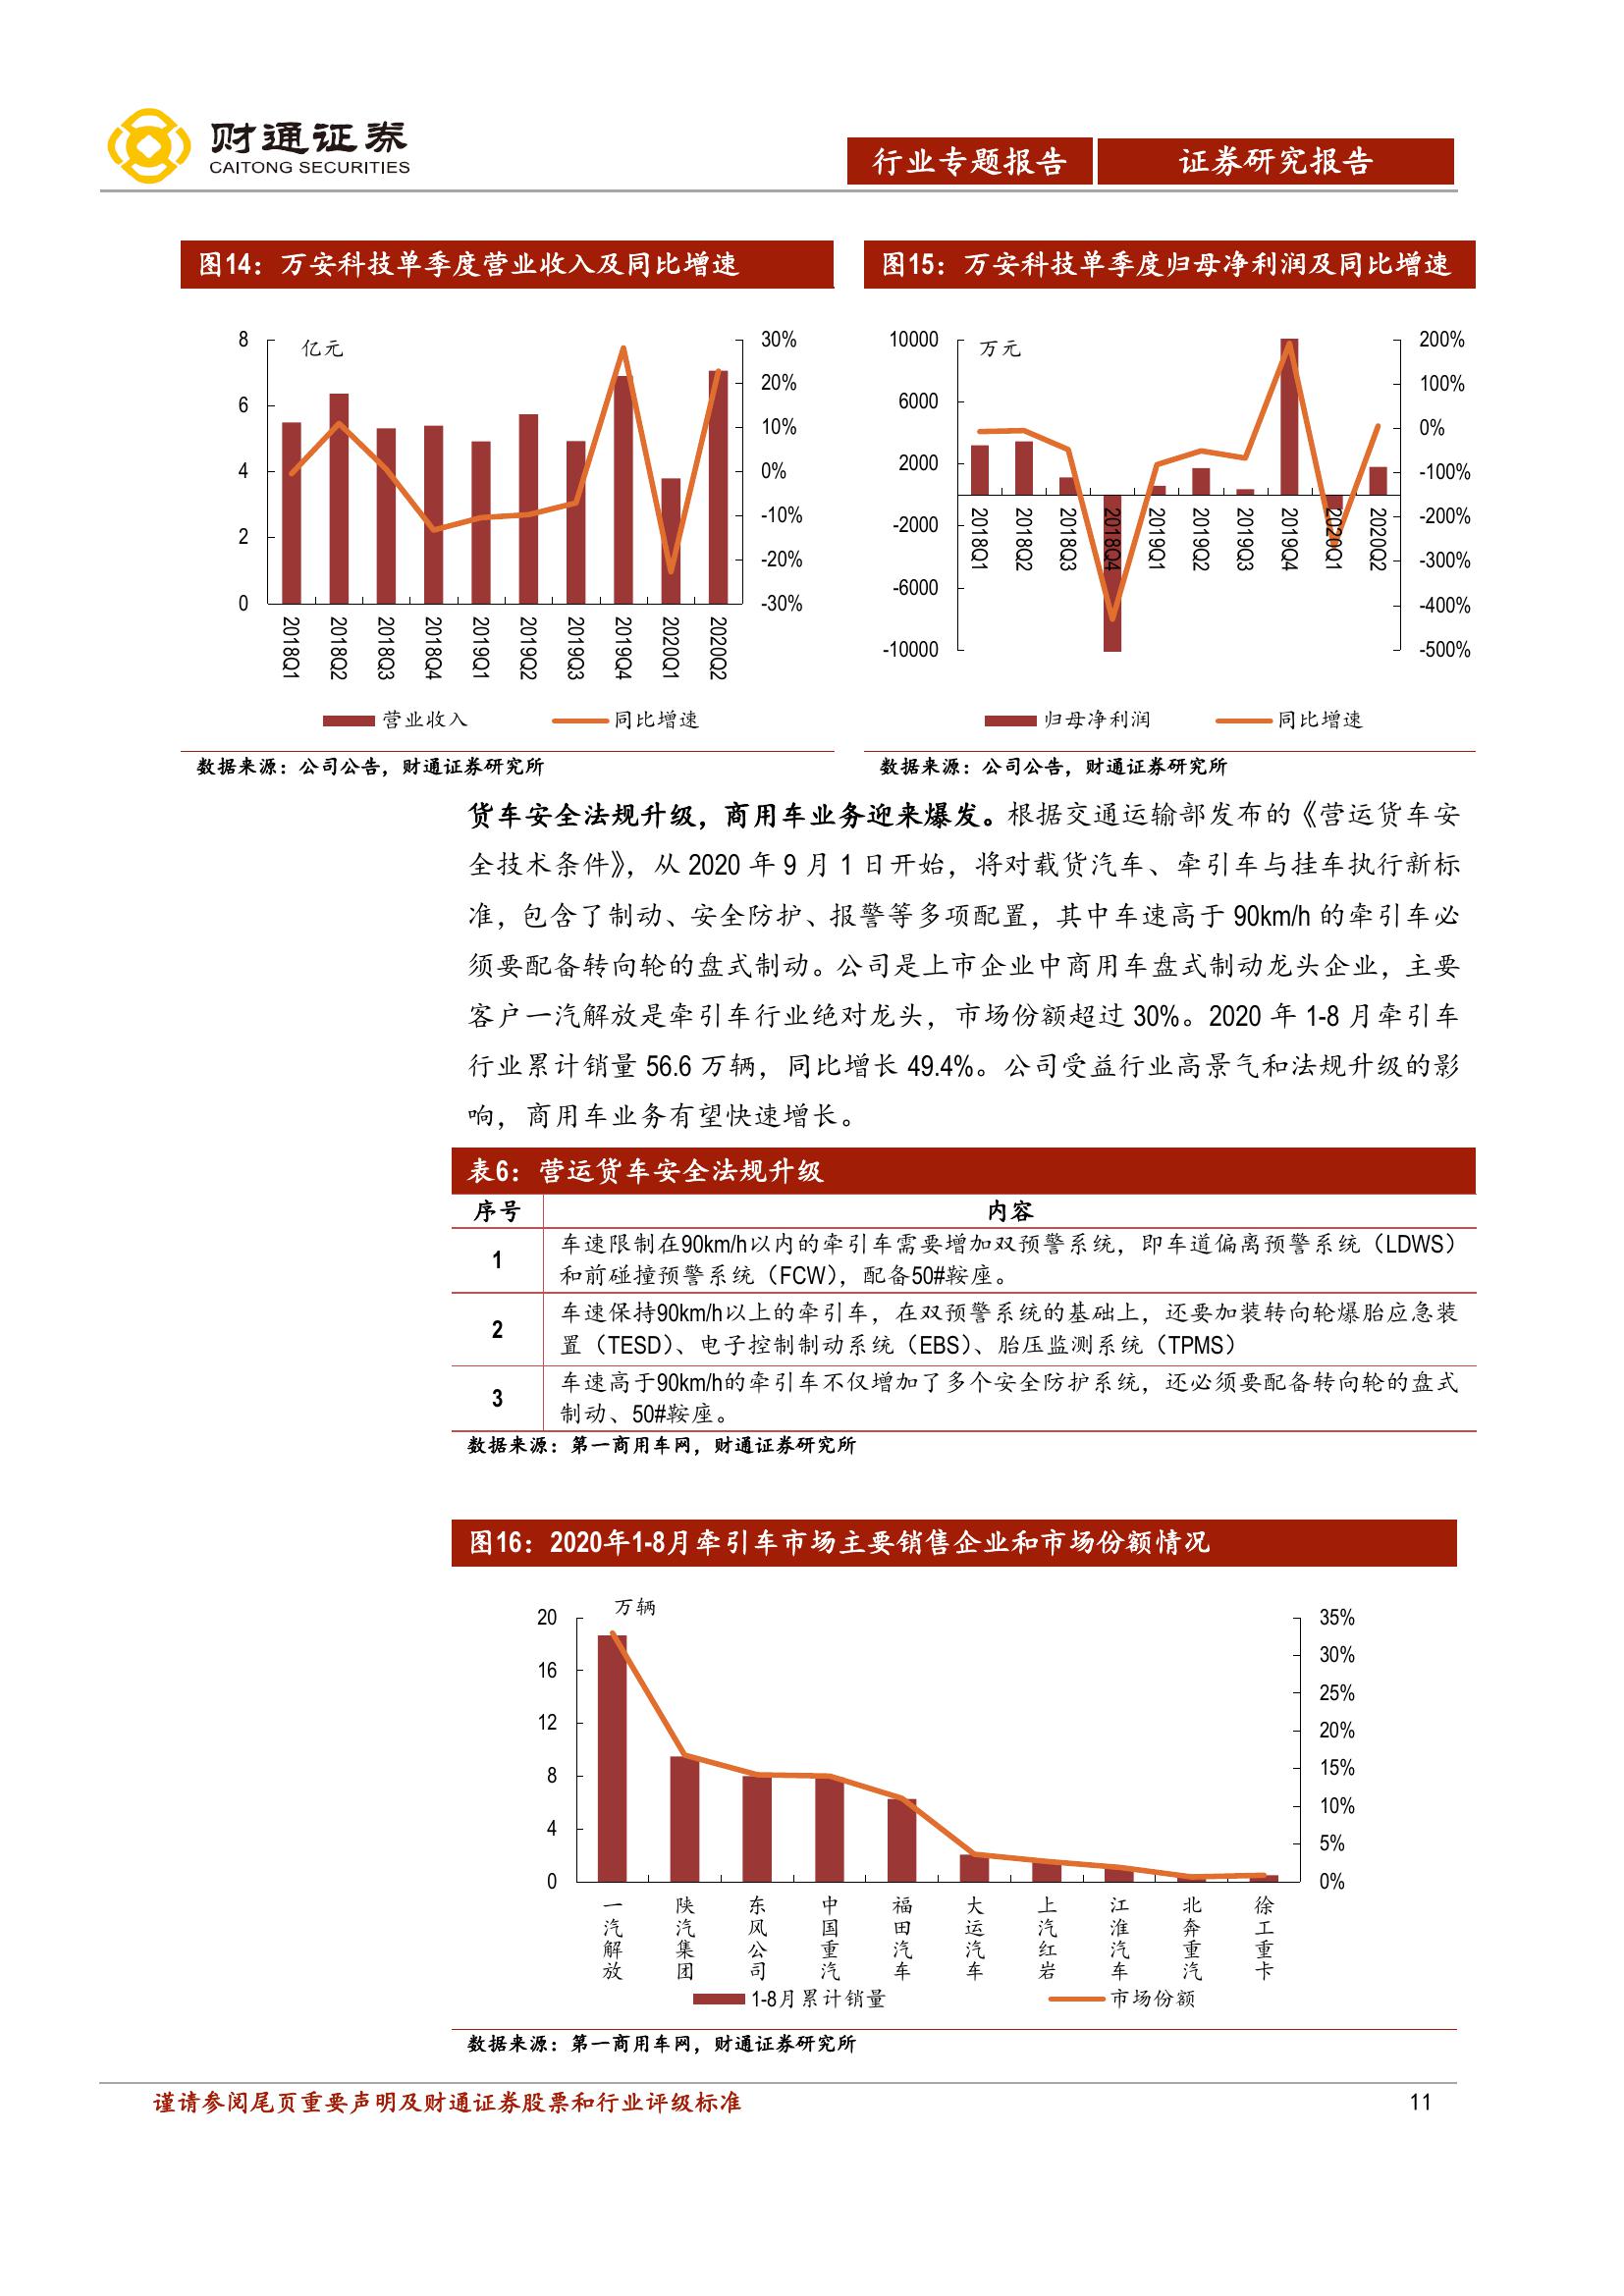 财通证券
CAITONG SECURITIES
行业专题报告 证券研究报告
图14：万安科技单季度营业收入及同比增速
亿元
8
6
4
2
0
30%
20%
10%
0%
-10%
-20%
-30%
2018Q1 2018Q2 2018Q3 2018Q4 2019Q1 2019Q2 2019Q3 2019Q4 2020Q1 2020Q2
营业收入 同比增速
数据来源：公司公告，财通证券研究所
图15：万安科技单季度归母净利润及同比增速
万元
10000
6000
2000
-2000
-6000
-10000
200%
100%
0%
-100%
-200%
-300%
-400%
-500%
2018Q1 2018Q2 2018Q3 2018Q4 2019Q1 2019Q2 2019Q3 2019Q4 2020Q1 2020Q2
归母净利润 同比增速
数据来源：公司公告，财通证券研究所
货车安全法规升级，商用车业务迎来爆发。根据交通运输部发布的《营运货车安
全技术条件》，从 2020 年 9 月 1 日开始，将对载货汽车、牵引车与挂车执行新标
准，包含了制动、安全防护、报警等多项配置，其中车速高于 90km/h 的牵引车必
须要配备转向轮的盘式制动。公司是上市企业中商用车盘式制动龙头企业，主要
客户一汽解放是牵引车行业绝对龙头，市场份额超过 30%。2020 年 1-8 月牵引车
行业累计销量 56.6 万辆，同比增长 49.4%。公司受益行业高景气和法规升级的影
响，商用车业务有望快速增长。
表6：营运货车安全法规升级
序号 内容
1 车速限制在90km/h以内的牵引车需要增加双预警系统，即车道偏离预警系统（LDWS）
和前碰撞预警系统（FCW），配备50#鞍座。
2 车速保持90km/h以上的牵引车，在双预警系统的基础上，还要加装转向轮爆胎应急装
置（TESD）、电子控制制动系统（EBS）、胎压监测系统（TPMS）
3 车速高于90km/h的牵引车不仅增加了多个安全防护系统，还必须要配备转向轮的盘式
制动、50#鞍座。
数据来源：第一商用车网，财通证券研究所
图16：2020年1-8月牵引车市场主要销售企业和市场份额情况
万辆
20
16
12
8
4
0
35%
30%
25%
20%
15%
10%
5%
0%
一汽解放 陕汽集团 东风公司 中国重汽 福田汽车 大运汽车 上汽红岩 江淮汽车 北奔重汽 徐工重卡
1-8月累计销量 市场份额
数据来源：第一商用车网，财通证券研究所
谨请参阅尾页重要声明及财通证券股票和行业评级标准 11